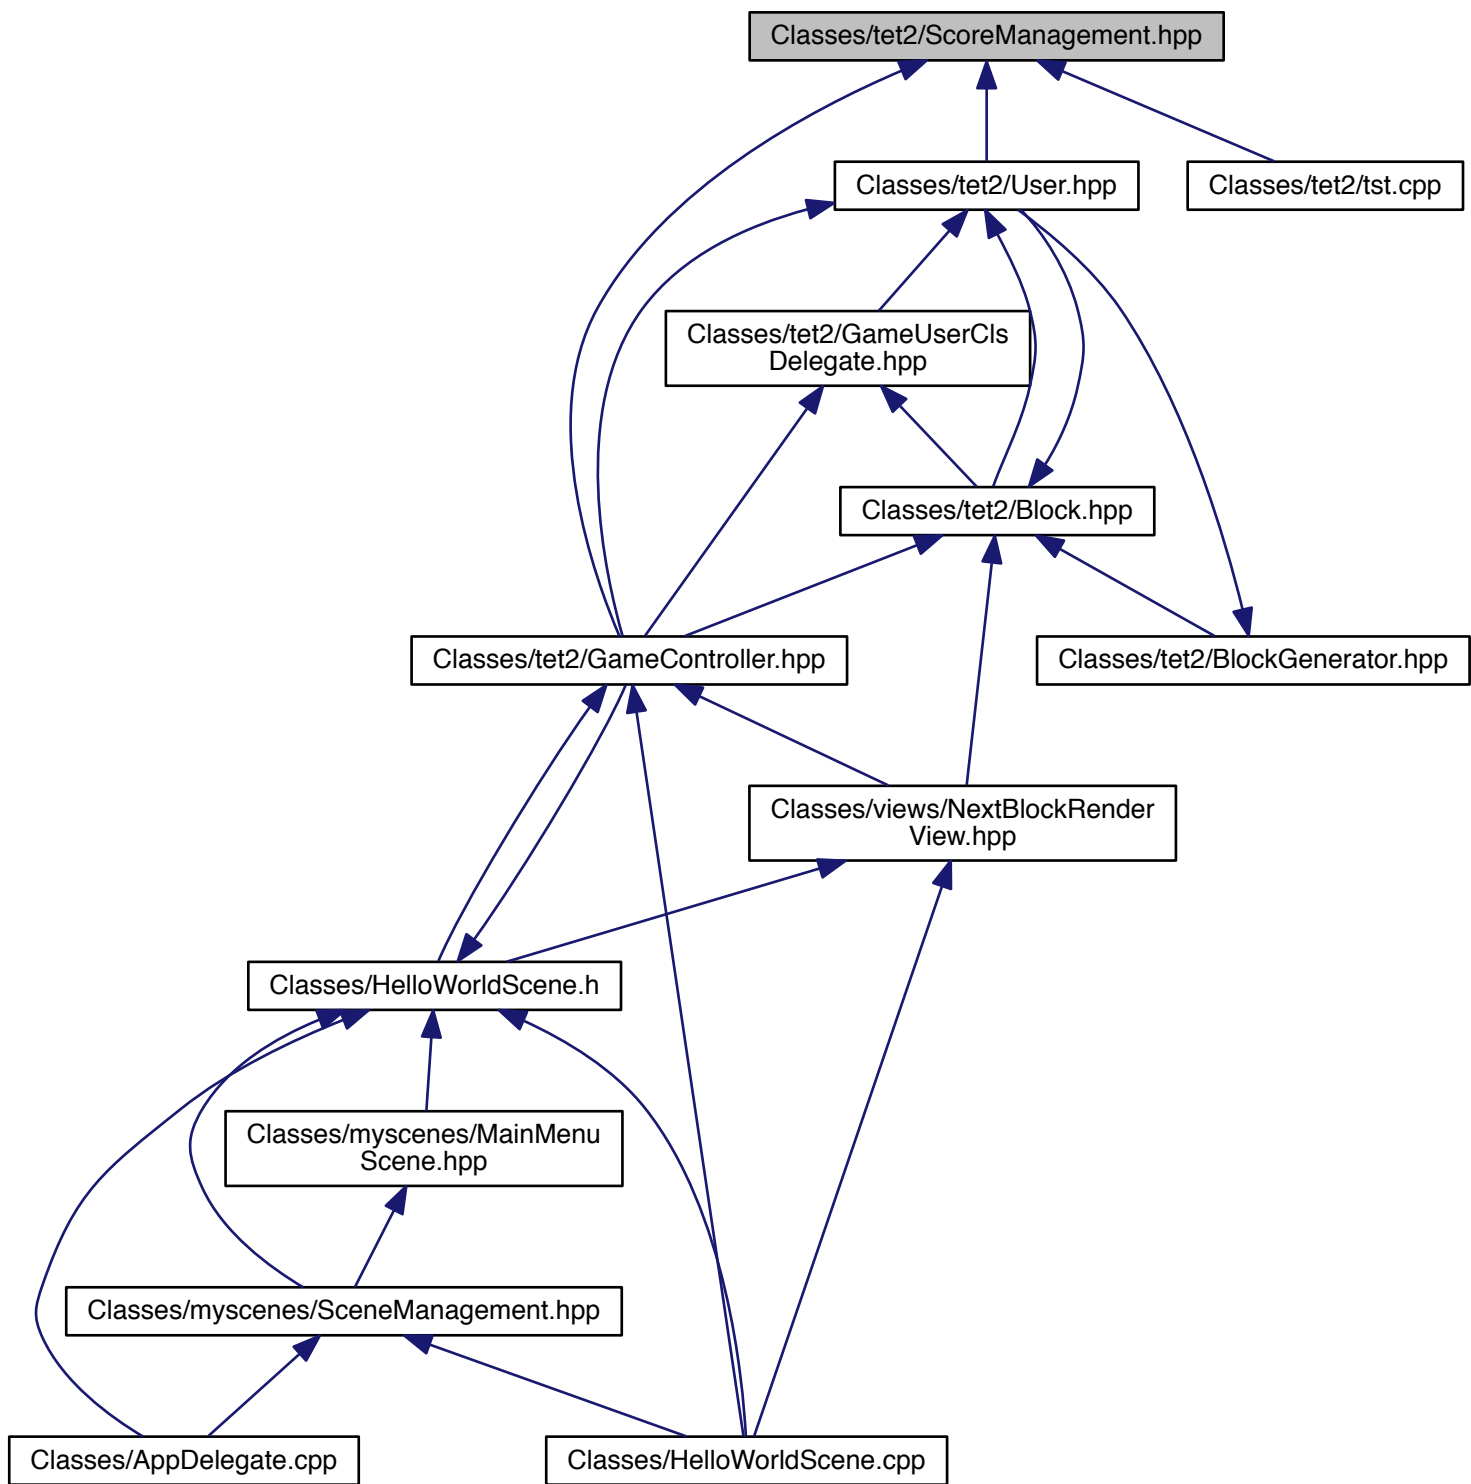 Classes/tet2/ScoreManagement.hpp
Classes/tet2/User.hpp
Classes/tet2/tst.cpp
Classes/tet2/GameUserCls
Delegate.hpp
Classes/tet2/Block.hpp
Classes/tet2/GameController.hpp
Classes/tet2/BlockGenerator.hpp
Classes/views/NextBlockRender
View.hpp
Classes/HelloWorldScene.h
Classes/myscenes/MainMenu
Scene.hpp
Classes/myscenes/SceneManagement.hpp
Classes/AppDelegate.cpp
Classes/HelloWorldScene.cpp